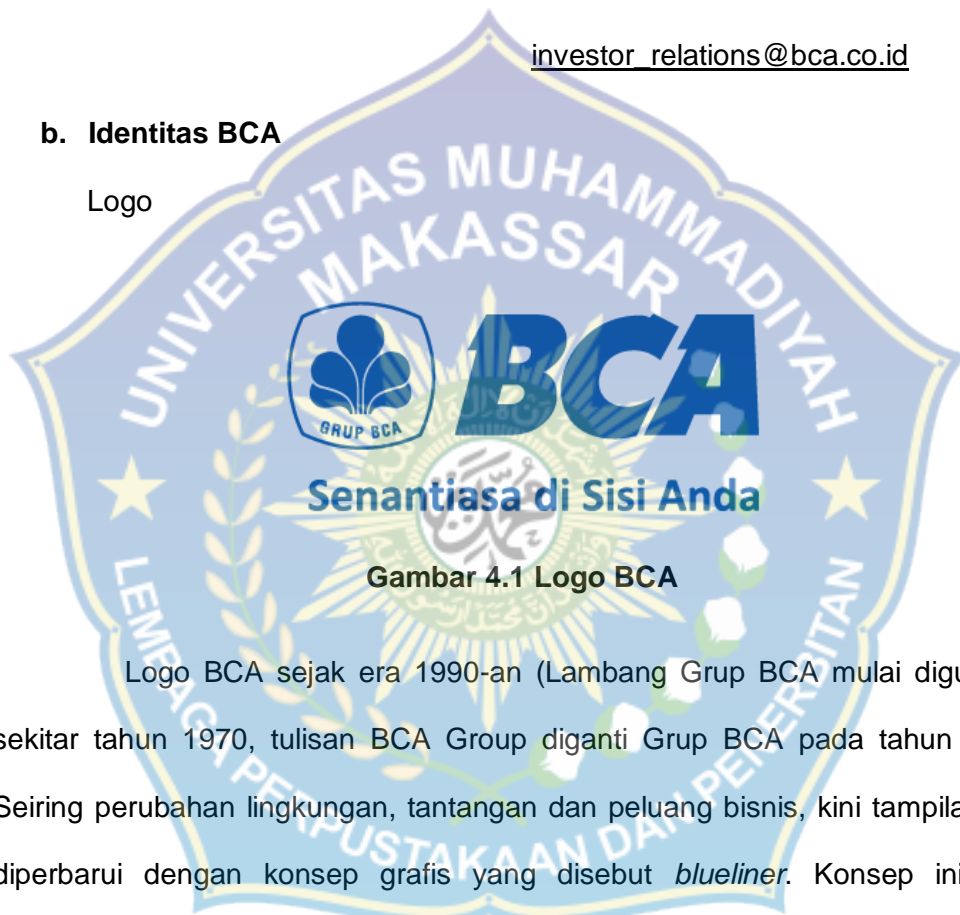 investor_relations@bca.co.id
b. Identitas BCA
Logo
UNIVERSITAS MUHAMMADIYAH
MAKASSAR
GRUP BCA
BCA
Senantiasa di Sisi Anda
محمد
Gambar 4.1 Logo BCA
Logo BCA sejak era 1990-an (Lambang Grup BCA mulai digu
sekitar tahun 1970, tulisan BCA Group diganti Grup BCA pada tahun
Seiring perubahan lingkungan, tantangan dan peluang bisnis, kini tampila
diperbarui dengan konsep grafis yang disebut blueliner. Konsep ini
LEMBAGA PERPUSTAKAAN DAN PENERBITAN